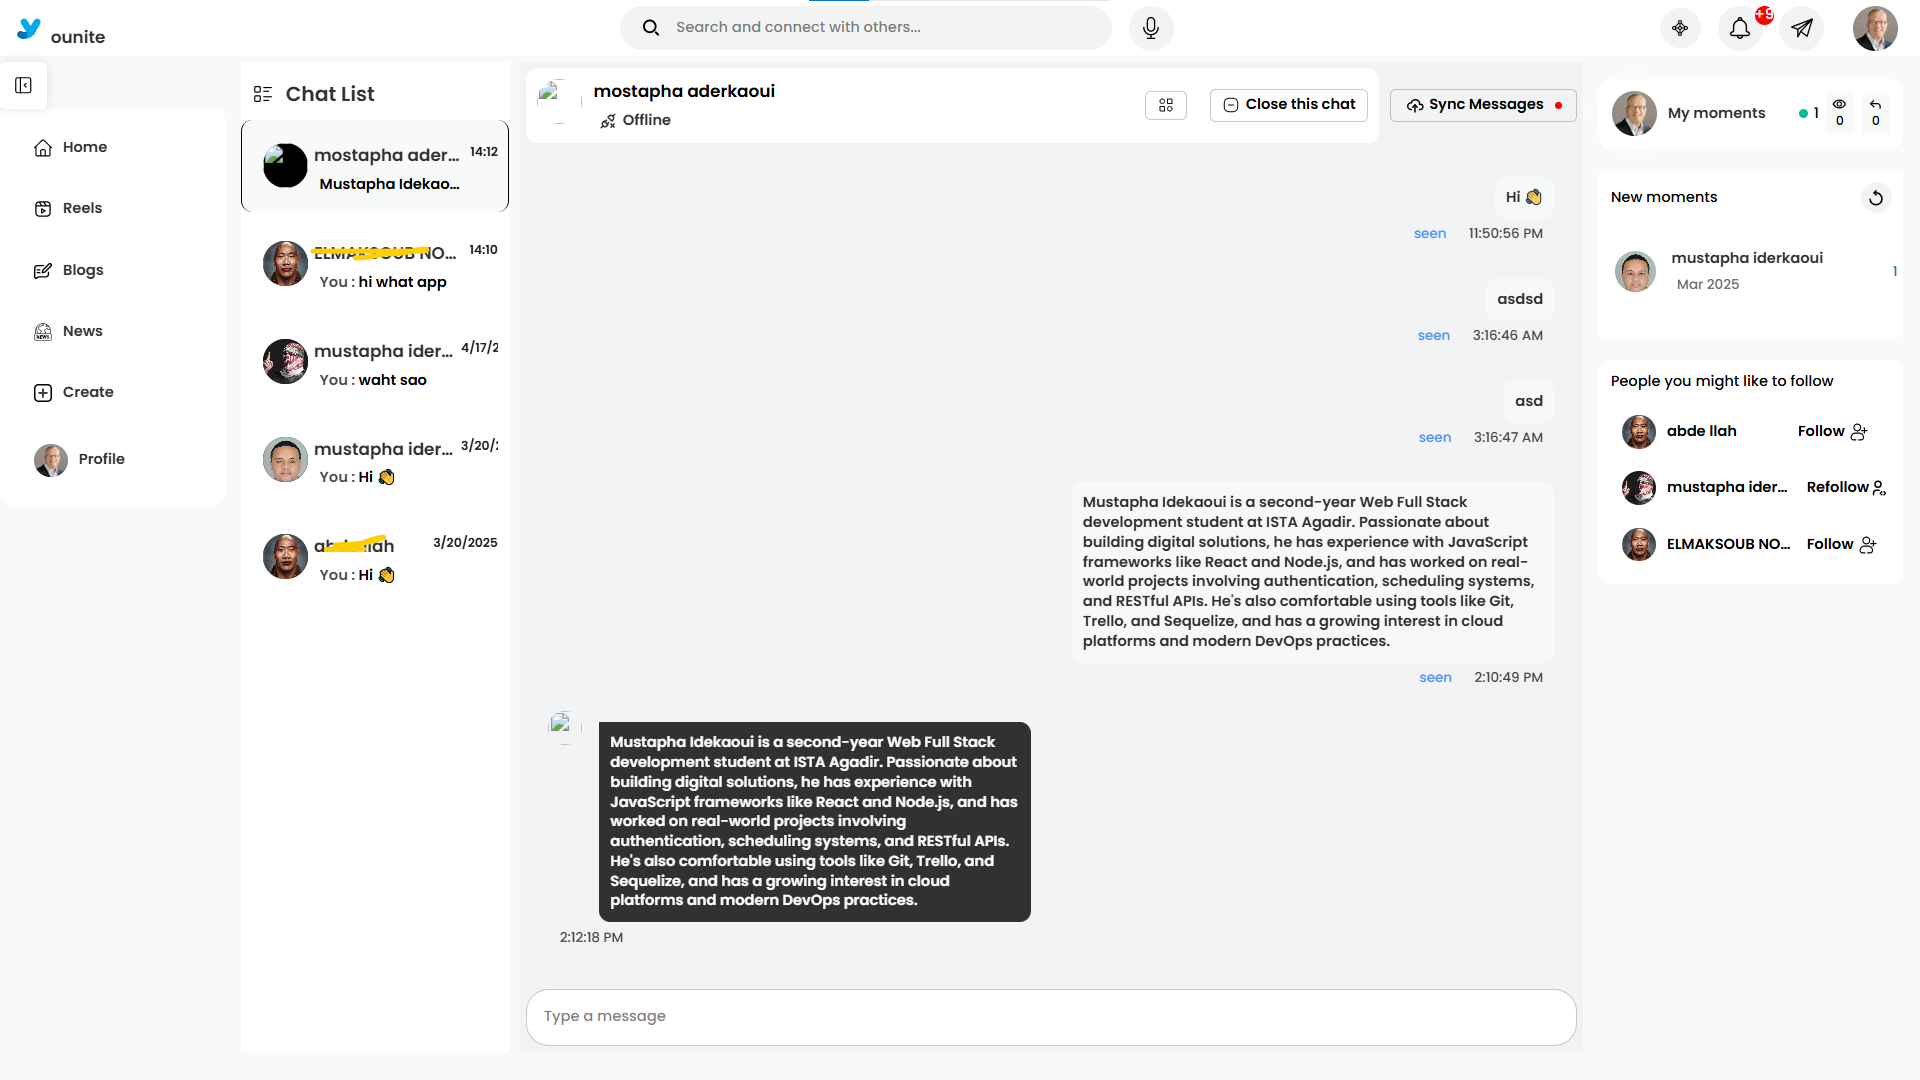 ounite
Search and connect with others...
+9
Home
Reels
Blogs
News
Create
Profile
Chat List
mostapha ader...
14:12
Mustapha Idekao...
ELMAKSOUB NO...
14:10
You : hi what app
mustapha ider...
4/17/2
You : waht sao
mustapha ider...
3/20/2
You : Hi 👏
3/20/2025
You : Hi 👏
mostapha aderkaoui
Offline
Close this chat
Sync Messages
Hi 👏
seen 11:50:56 PM
asdsd
seen 3:16:46 AM
asd
seen 3:16:47 AM
Mustapha Idekaoui is a second-year Web Full Stack
development student at ISTA Agadir. Passionate about
building digital solutions, he has experience with JavaScript
frameworks like React and Node.js, and has worked on real-
world projects involving authentication, scheduling systems,
and RESTful APIs. He's also comfortable using tools like Git,
Trello, and Sequelize, and has a growing interest in cloud
platforms and modern DevOps practices.
seen 2:10:49 PM
Mustapha Idekaoui is a second-year Web Full Stack
development student at ISTA Agadir. Passionate about
building digital solutions, he has experience with
JavaScript frameworks like React and Node.js, and has
worked on real-world projects involving
authentication, scheduling systems, and RESTful APIs.
He's also comfortable using tools like Git, Trello, and
Sequelize, and has a growing interest in cloud
platforms and modern DevOps practices.
2:12:18 PM
Type a message
My moments
1
0
0
New moments
mustapha iderkaoui
1
Mar 2025
People you might like to follow
abde llah
Follow
mustapha ider...
Refollow
ELMAKSOUB NO...
Follow